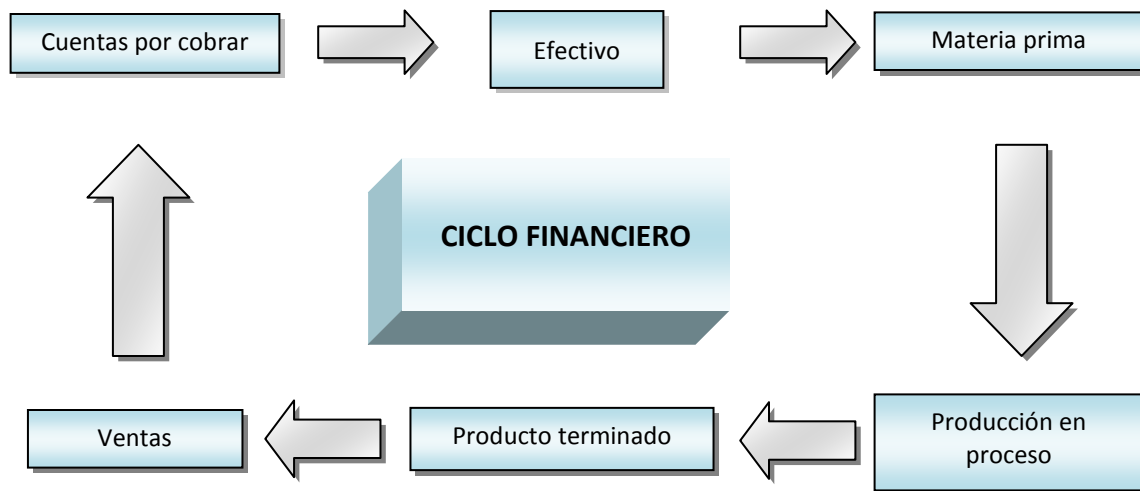 Cuentas por cobrar
Efectivo
Materia prima
CICLO FINANCIERO
Ventas
Producto terminado
Producción en
proceso